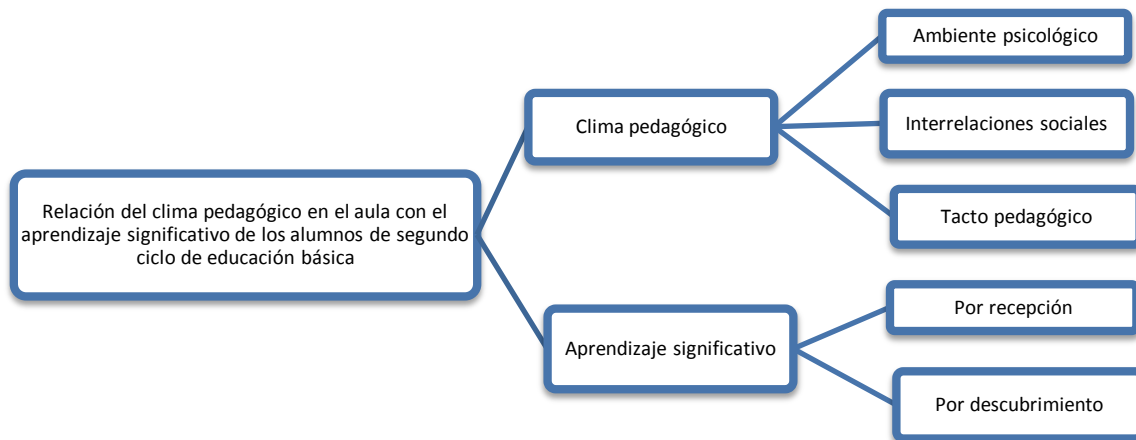 Relación del clima pedagógico en el aula con el
aprendizaje significativo de los alumnos de segundo
ciclo de educación básica
Clima pedagógico
Ambiente psicológico
Interrelaciones sociales
Tacto pedagógico
Aprendizaje significativo
Por recepción
Por descubrimiento